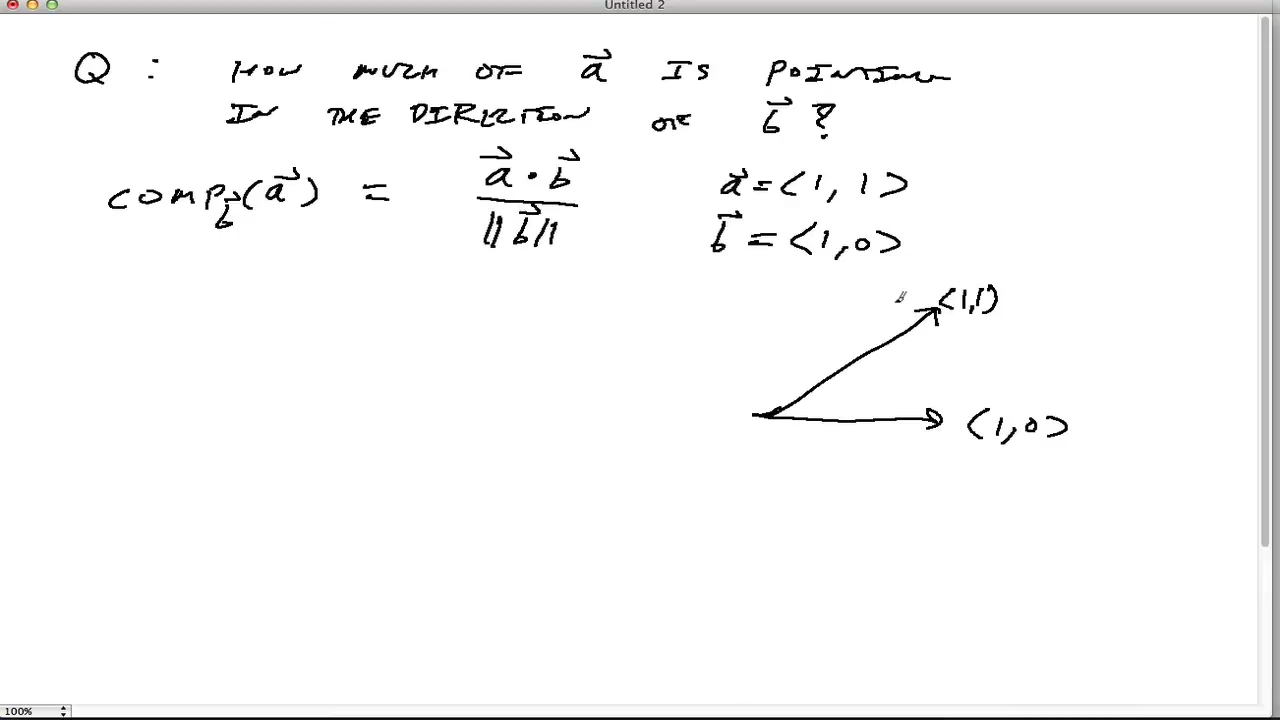 Untitled 2
Q : HOW MUCH OF a⃗ IS POINTING
IN THE DIRECTION OF b⃗ ?
COMP_b⃗(a⃗) = a⃗ · b⃗ / ||b⃗||
a⃗ = <1, 1>
b⃗ = <1, 0>
<1,1>
<1,0>
100%